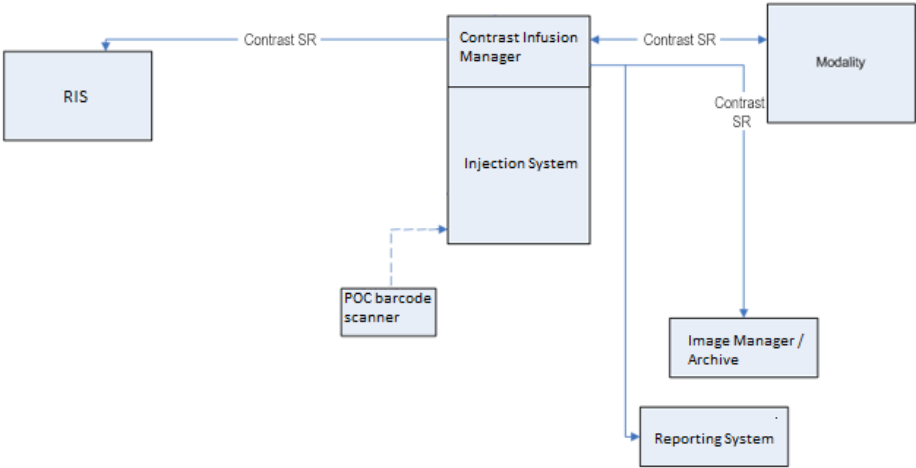 Contrast SR
Contrast Infusion
Manager
Contrast SR
Modality
RIS
Contrast
SR
Injection System
POC barcode
scanner
Image Manager /
Archive
Reporting System